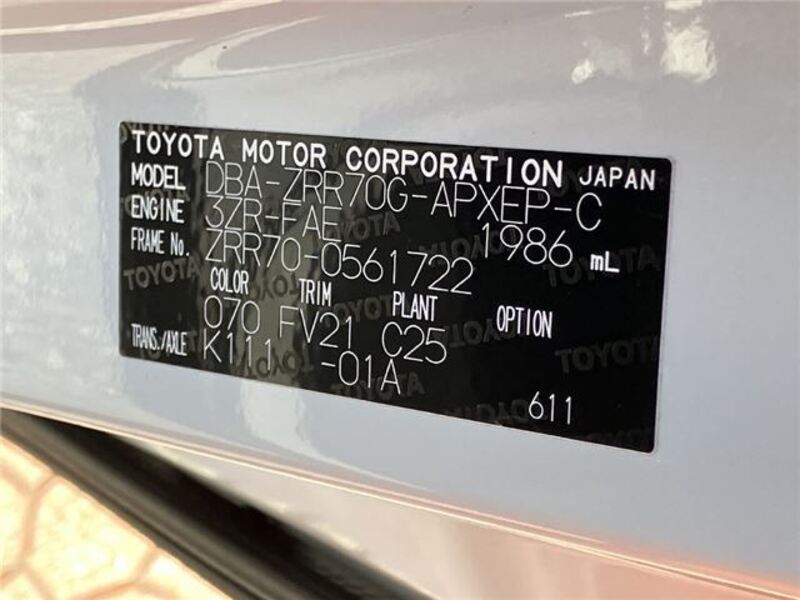 TOYOTA MOTOR CORPORATION JAPAN
MODEL DBA-ZRR70G-APXEP-C
ENGINE 3ZR-FAE 1986 mL
FRAME No. ZRR70-0561722
COLOR TRIM PLANT OPTION
070 FV21 C25
TRANS./AXLE K111 -01A
611